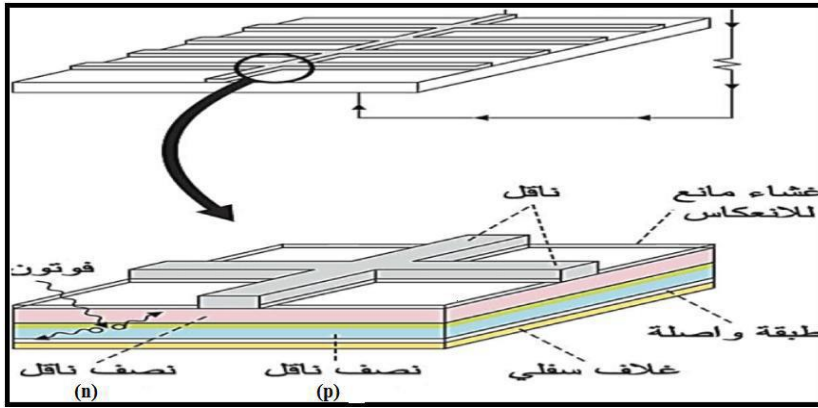 ناقل
غشاء مانع
للانعكاس
فوتون
طبقة واصلة
نصف ناقل
نصف ناقل
غلاف سفلي
(n)
(p)